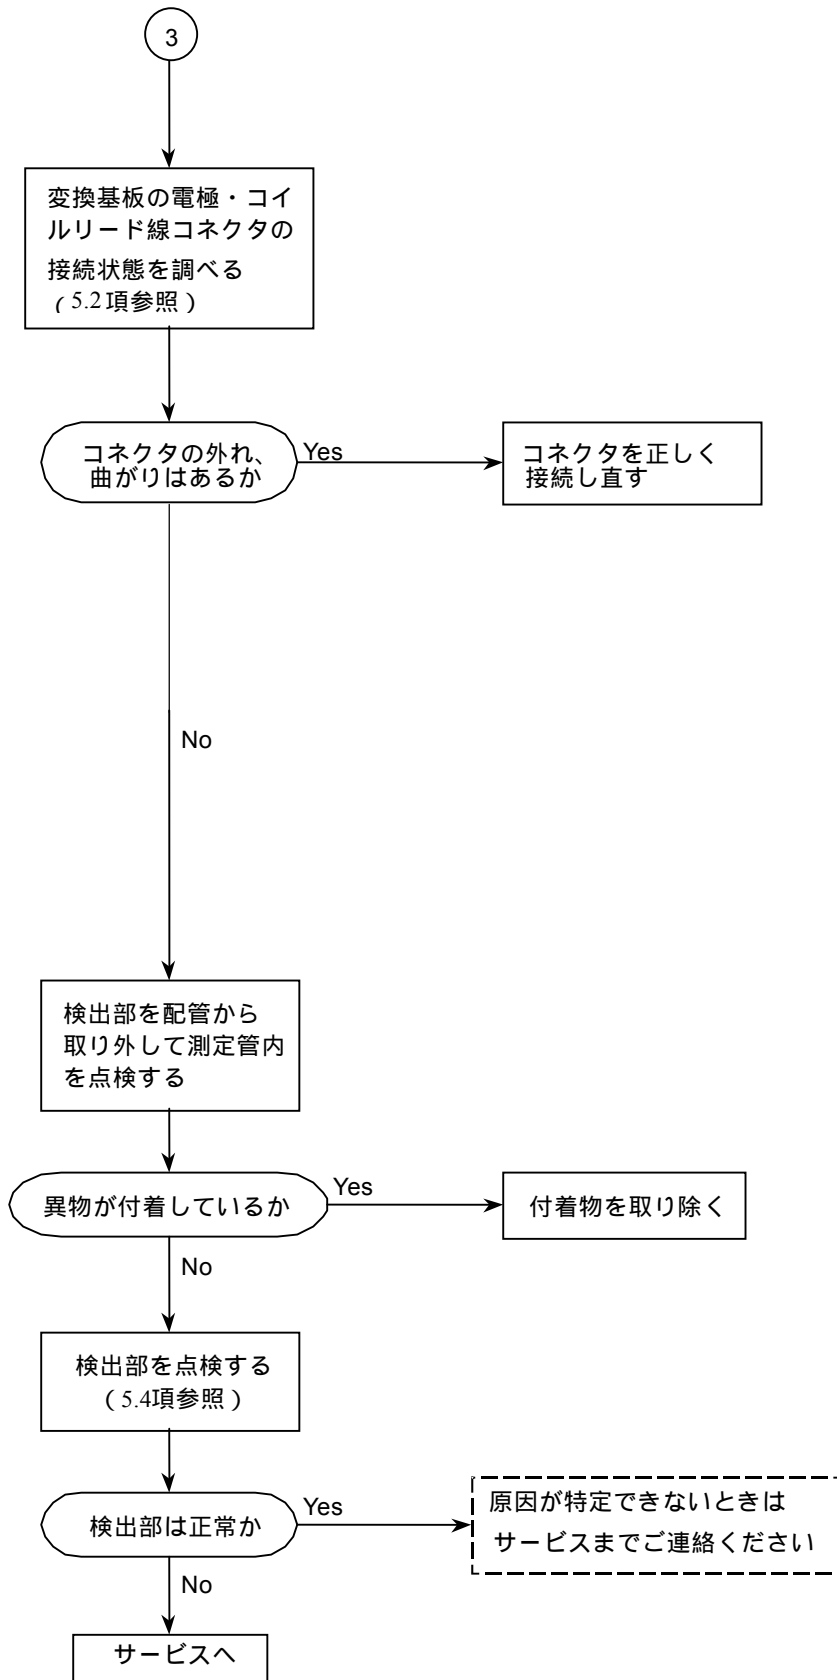 3
変換基板の電極・コイ
ルリード線コネクタの
接続状態を調べる
(5.2項参照)
コネクタの外れ、
曲がりはあるか
Yes
コネクタを正しく
接続し直す
No
検出部を配管から
取り外して測定管内
を点検する
異物が付着しているか
Yes
付着物を取り除く
No
検出部を点検する
(5.4項参照)
検出部は正常か
Yes
原因が特定できないときは
サービスまでご連絡ください
No
サービスへ